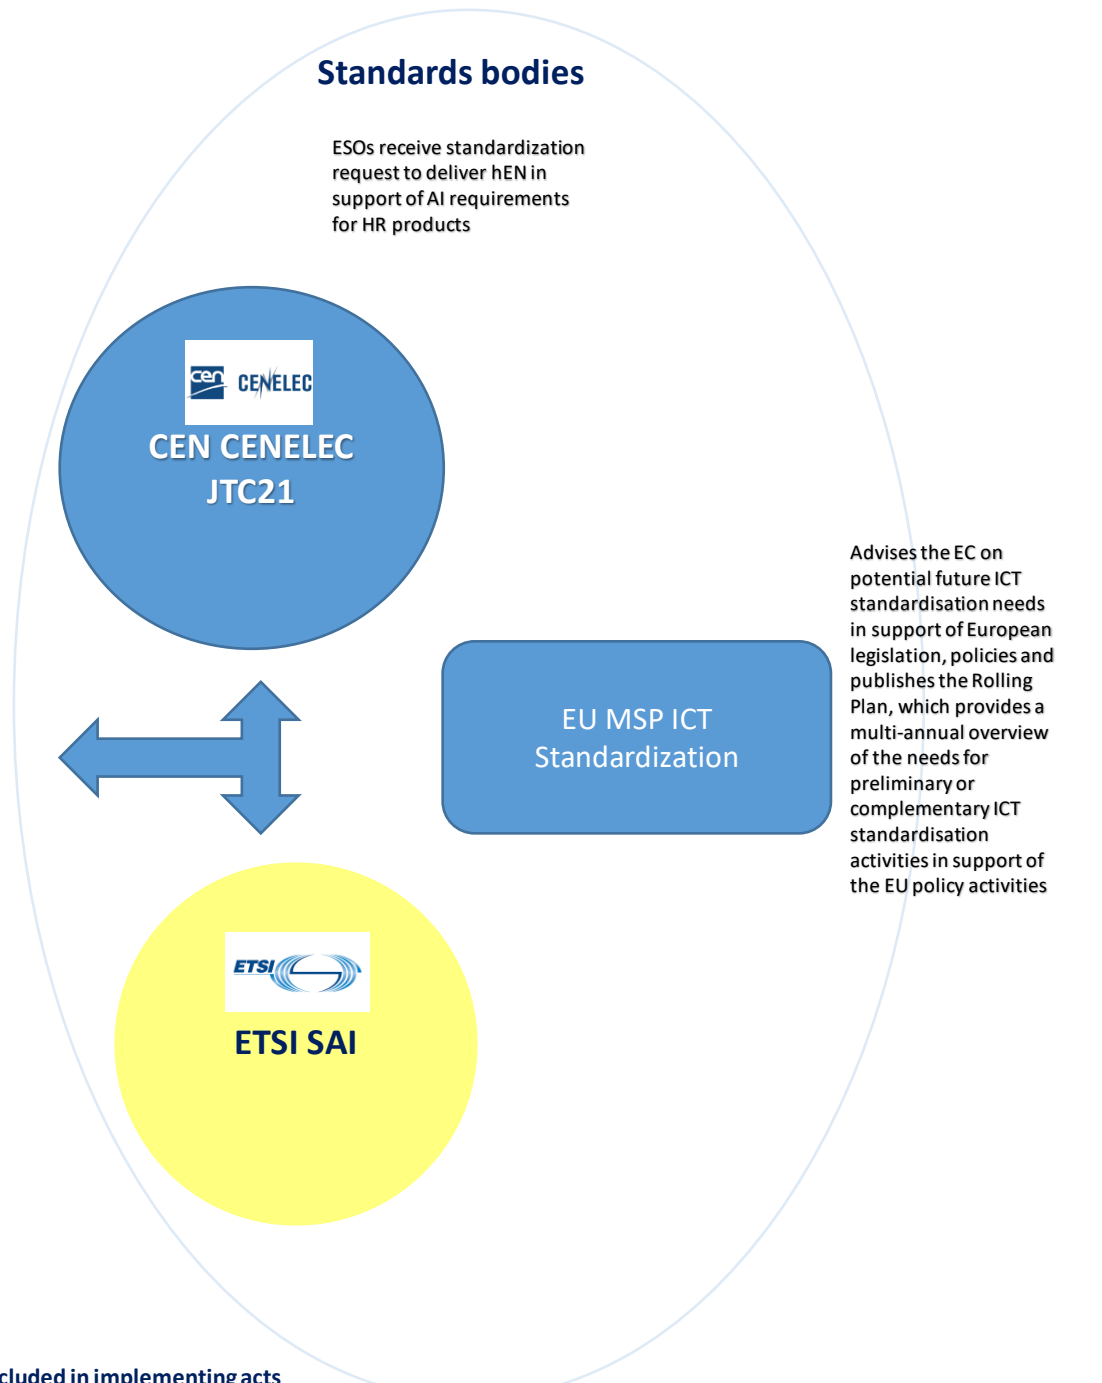 Standards bodies
ESOs receive standardization
request to deliver hEN in
support of AI requirements
for HR products
cen CENELEC
CEN CENELEC
JTC21
Advises the EC on
potential future ICT
standardisation needs
in support of European
legislation, policies and
publishes the Rolling
Plan, which provides a
multi-annual overview
of the needs for
preliminary or
complementary ICT
standardisation
activities in support of
the EU policy activities
EU MSP ICT
Standardization
ETSI
ETSI SAI
cluded in implementing acts